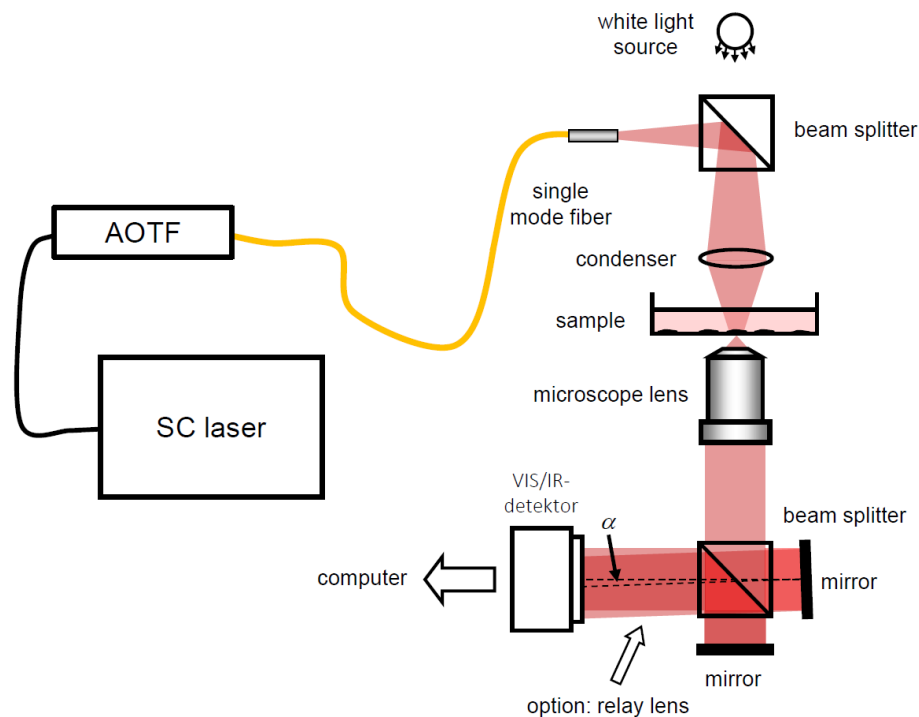 white light
source
beam splitter
single
mode fiber
AOTF
condenser
sample
SC laser
microscope lens
VIS/IR-
detektor
α
beam splitter
computer
mirror
mirror
option: relay lens